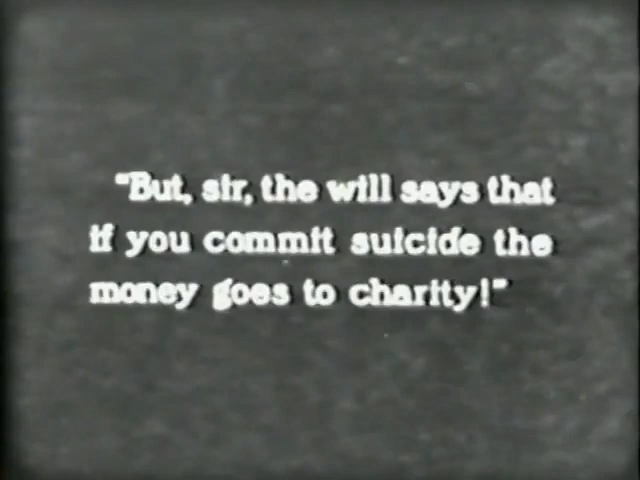 "But, sir, the will says that
if you commit suicide the
money goes to charity!"